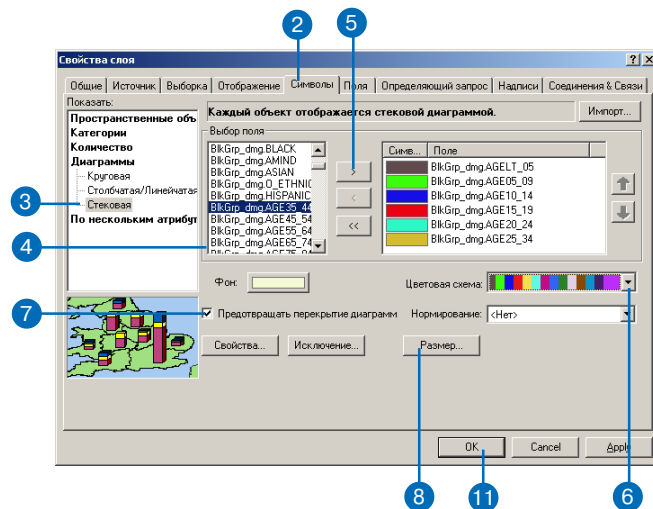 2
5
Свойства слоя
?
Общие
Источник
Выборка
Отображение
Символы
Поля
Определяющий запрос
Надписи
Соединения & Связи
Показать:
Пространственные объ
Категории
Количество
Диаграммы
Круговая
Столбчатая/Линейчатая
Стековая
По нескольким атрибут
3
Каждый объект отображается стековой диаграммой.
Импорт...
Выбор поля
BlkGrp_dmg.BLACK
BlkGrp_dmg.AMIND
BlkGrp_dmg.ASIAN
BlkGrp_dmg.O_ETHNIC
BlkGrp_dmg.HISPANIC
BlkGrp_dmg.AGE35_44
BlkGrp_dmg.AGE45_54
BlkGrp_dmg.AGE55_64
BlkGrp_dmg.AGE65_74
4
>
<
<<
Симв...
Поле
BlkGrp_dmg.AGELT_05
BlkGrp_dmg.AGE05_09
BlkGrp_dmg.AGE10_14
BlkGrp_dmg.AGE15_19
BlkGrp_dmg.AGE20_24
BlkGrp_dmg.AGE25_34
Фон:
Цветовая схема:
7
Предотвращать перекрытие диаграмм
Нормирование:
<Нет>
Свойства...
Исключение...
Размер...
OK
Cancel
Apply
8
11
6